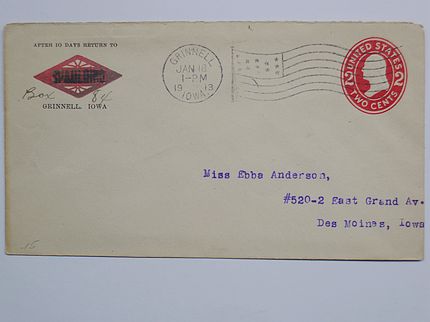 AFTER 10 DAYS RETURN TO
SPAULDING
Box 84
GRINNELL, IOWA
GRINNELL
JAN 18
1-PM
1913
IOWA
UNITED STATES
2 2
TWO CENTS
Miss Ebba Anderson,
#520-2 East Grand Av.
Des Moines, Iowa
.15